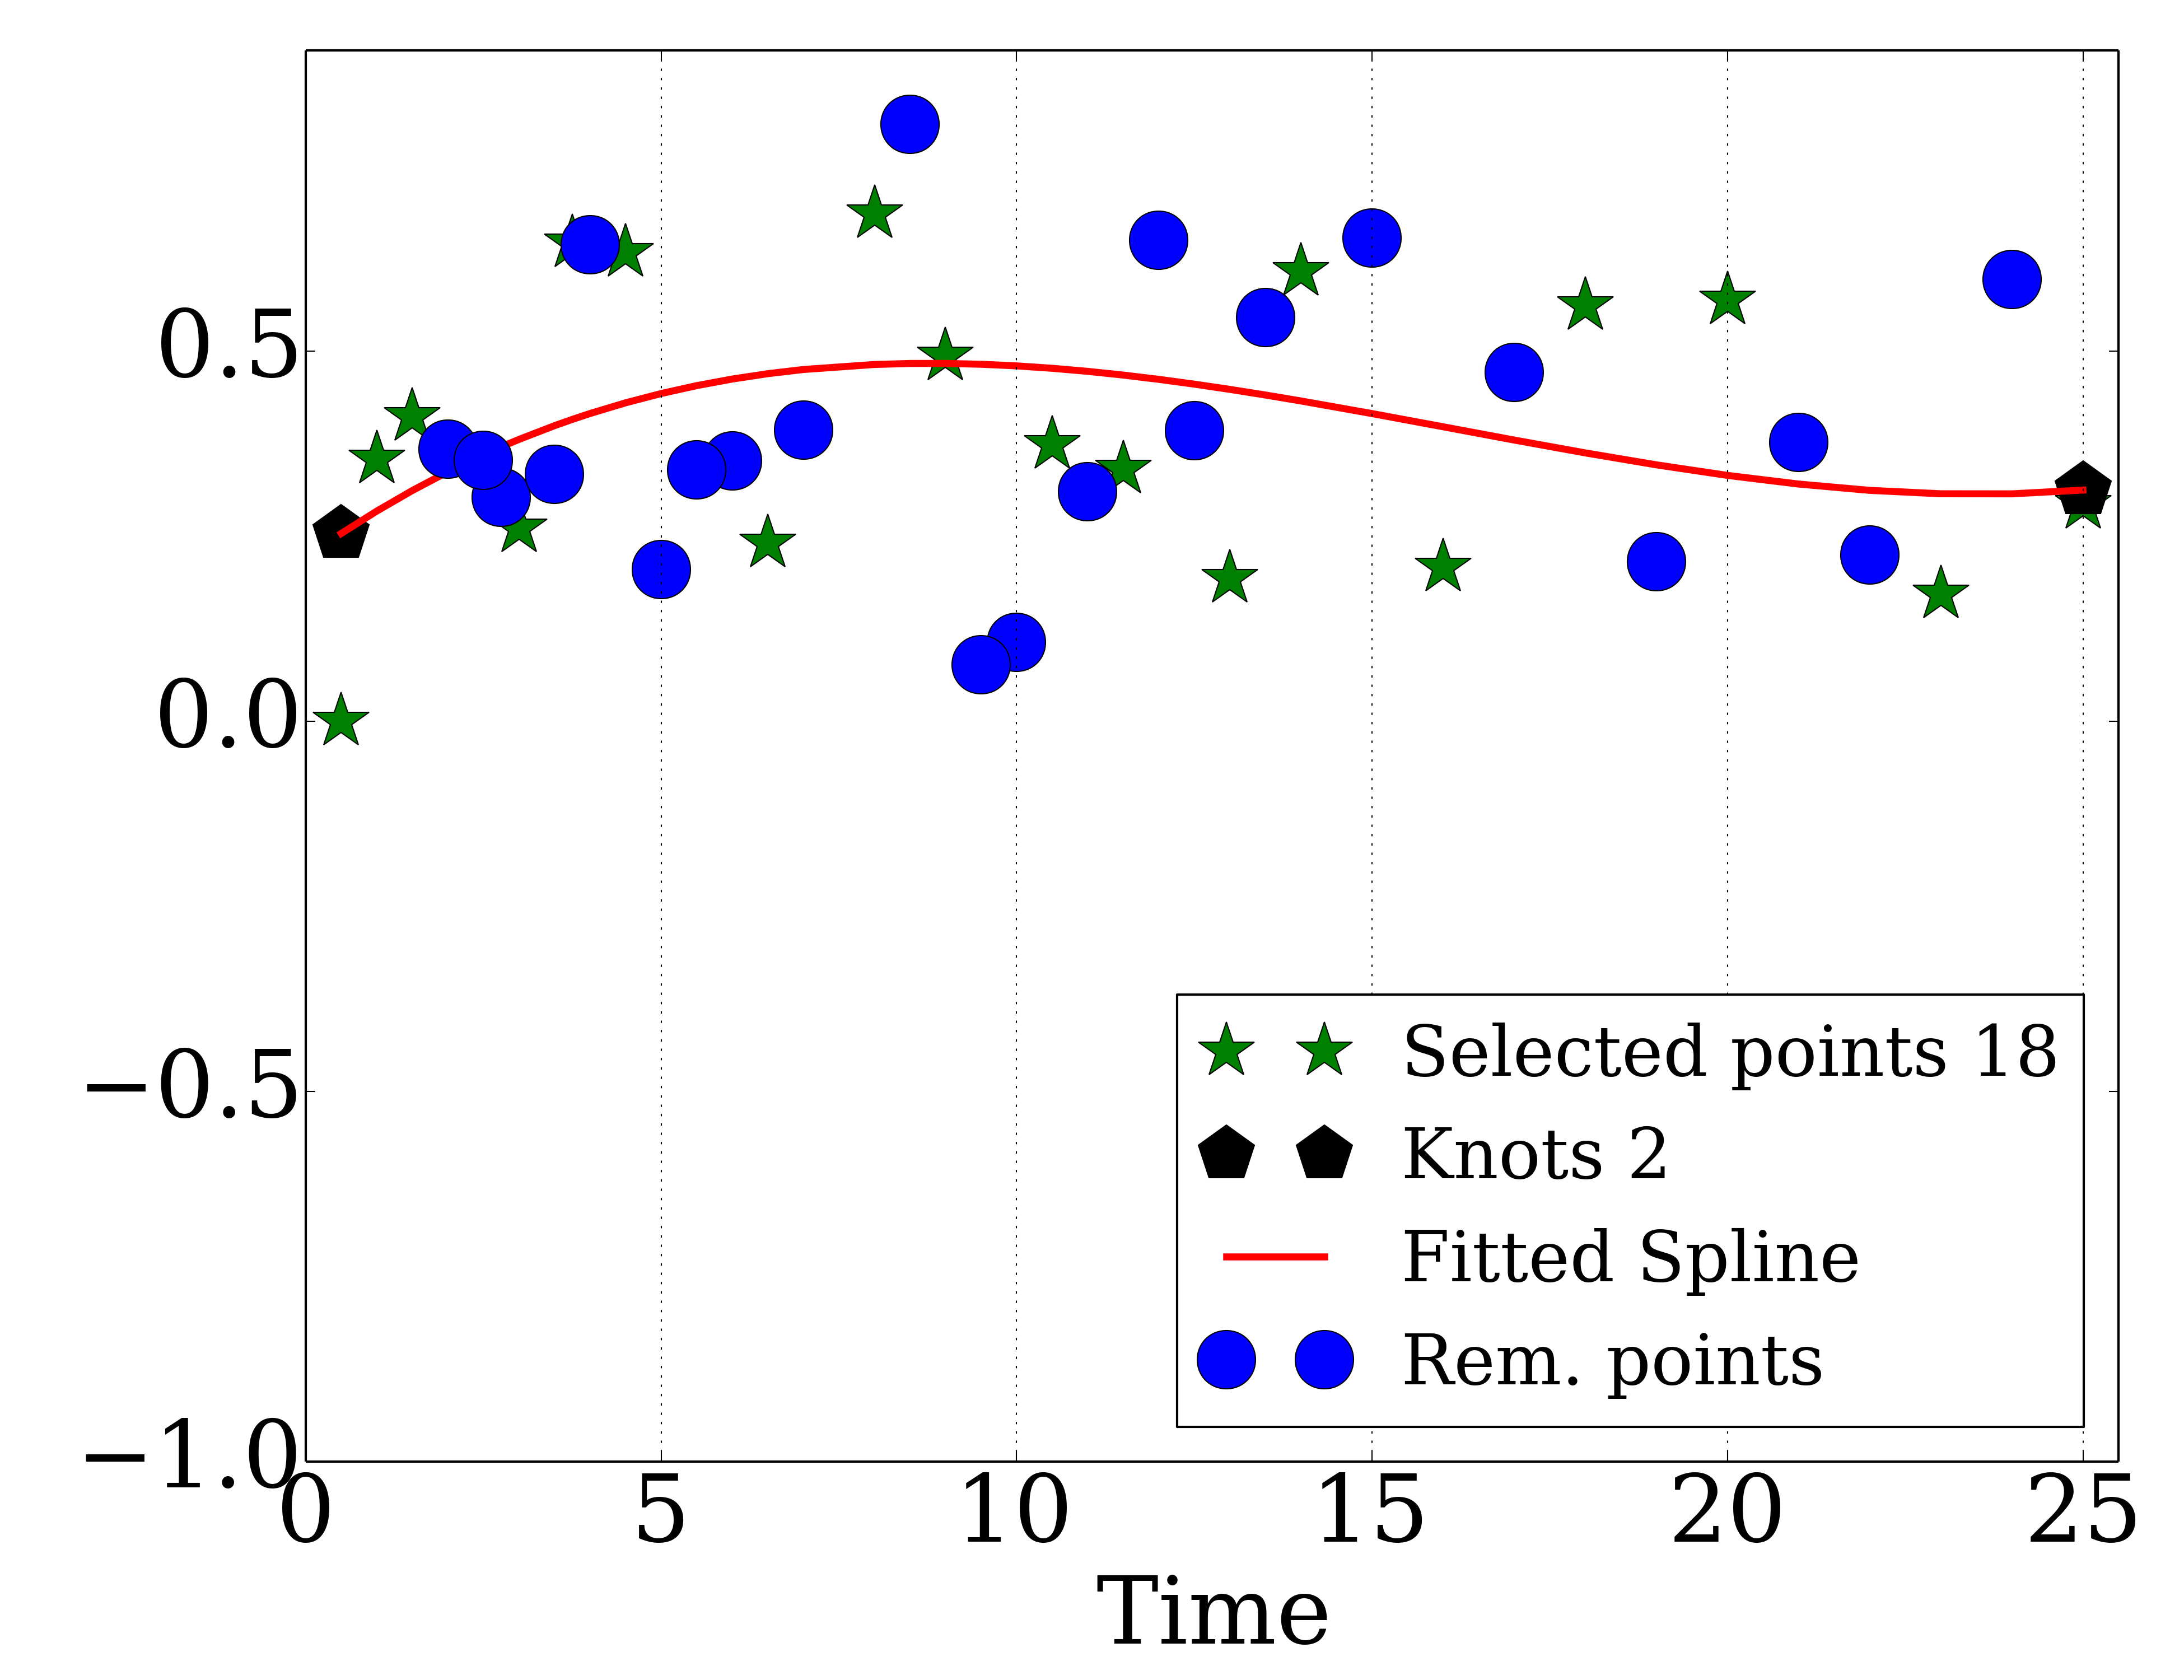 0.5
0.0
−0.5
−1.0
0 5 10 15 20 25
Time
Selected points 18
Knots 2
Fitted Spline
Rem. points